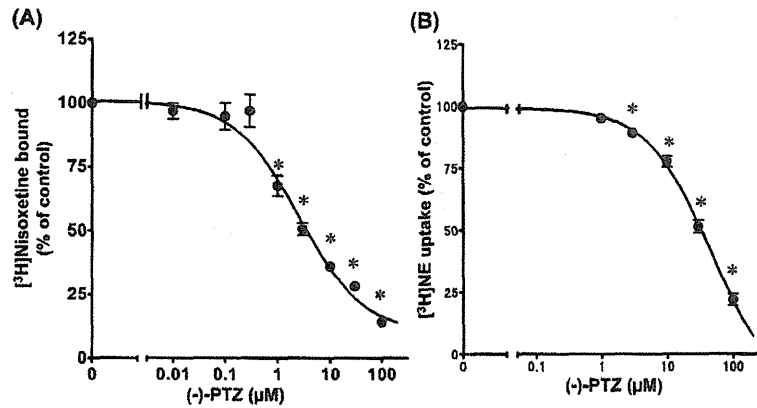 (A)
125
100
75
50
25
0
[³H]Nisoxetine bound
(% of control)
* * * * *
0 0.01 0.1 1 10 100
(-)-PTZ (µM)
(B)
125
100
75
50
25
0
[³H]NE uptake (% of control)
* * * *
0 0.1 1 10 100
(-)-PTZ (µM)